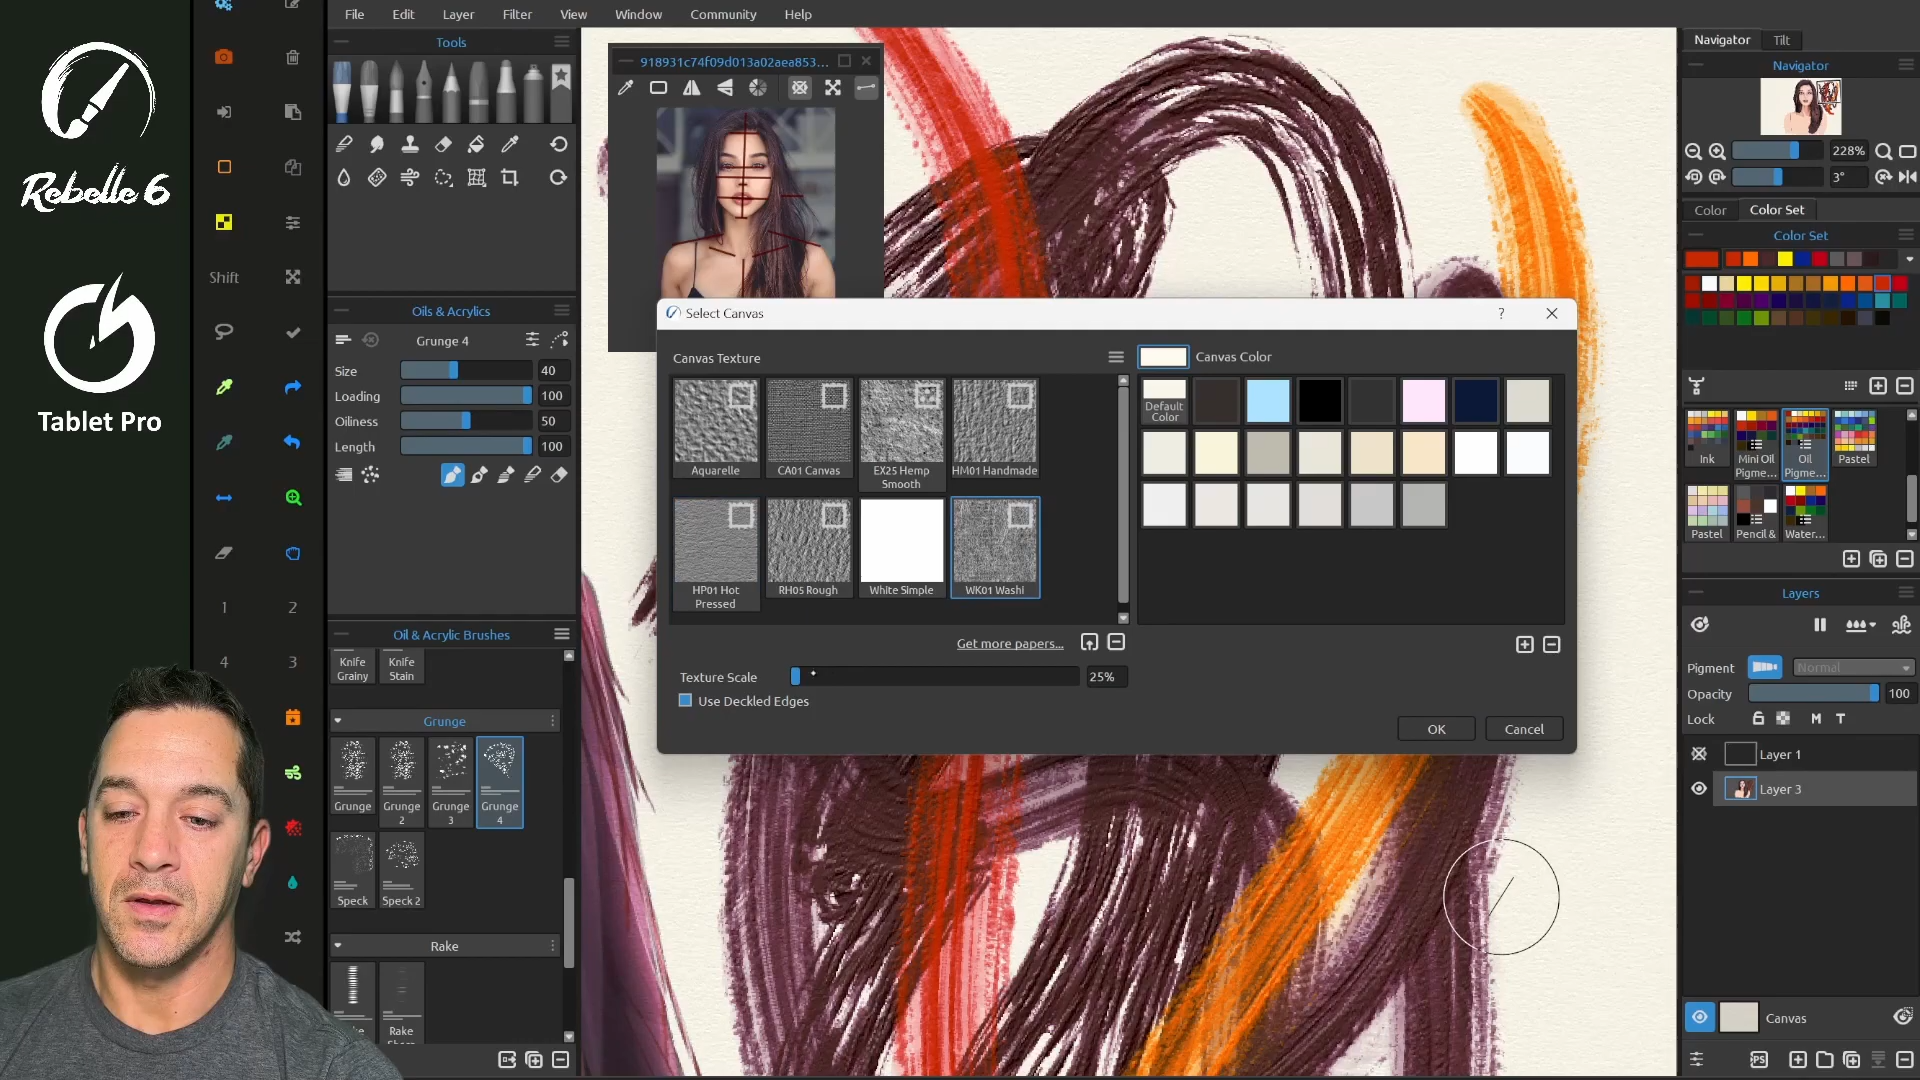 Rebelle 6
Tablet Pro
Shift
1
2
4
3
File Edit Layer Filter View Window Community Help
Tools
Oils & Acrylics
Grunge 4
Size 40
Loading 100
Oiliness 50
Length 100
Oil & Acrylic Brushes
Knife Grainy
Knife Stain
Grunge
Grunge
Grunge 2
Grunge 3
Grunge 4
Speck
Speck 2
Rake
Rake
918931c74f09d013a02aea853...
Select Canvas
?
Canvas Texture
Aquarelle
CA01 Canvas
EX25 Hemp Smooth
HM01 Handmade
HP01 Hot Pressed
RH05 Rough
White Simple
WK01 Washi
Get more papers...
Texture Scale 25%
Use Deckled Edges
Canvas Color
Default Color
OK
Cancel
Navigator Tilt
Navigator
228%
3°
Color Color Set
Color Set
Ink
Mini Oil Pigme...
Oil Pigme...
Pastel
Pastel
Pencil &
Water...
Layers
Pigment Normal
Opacity 100
Lock M T
Layer 1
Layer 3
Canvas
PS